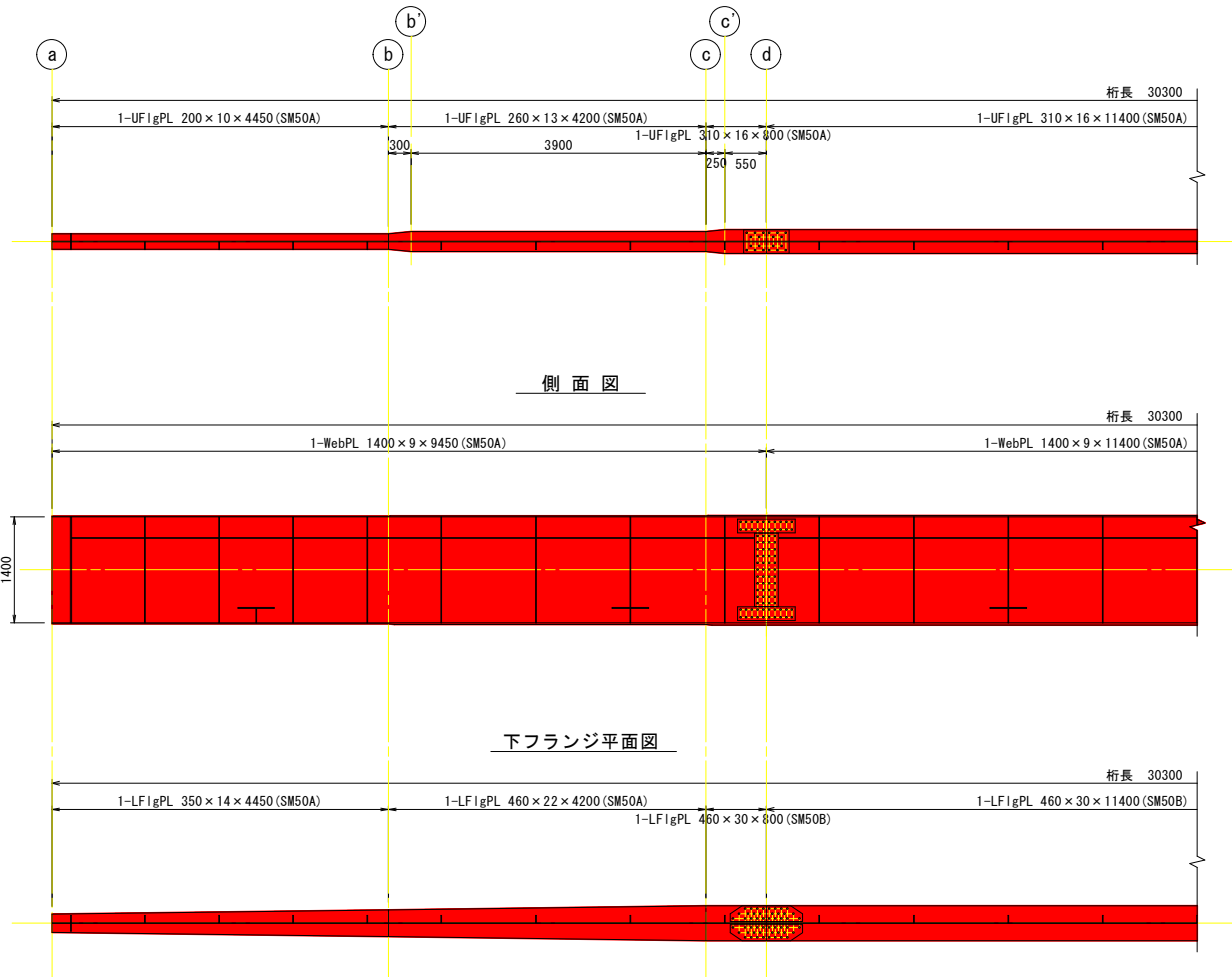 b' c'
a b c d
桁長 30300
1-UFlgPL 200×10×4450(SM50A) 1-UFlgPL 260×13×4200(SM50A) 1-UFlgPL 310×16×11400(SM50A)
1-UFlgPL 310×16×800(SM50A)
300 3900 250 550
側面図
桁長 30300
1-WebPL 1400×9×9450(SM50A) 1-WebPL 1400×9×11400(SM50A)
1400
下フランジ平面図
桁長 30300
1-LFlgPL 350×14×4450(SM50A) 1-LFlgPL 460×22×4200(SM50A) 1-LFlgPL 460×30×11400(SM50B)
1-LFlgPL 460×30×800(SM50B)